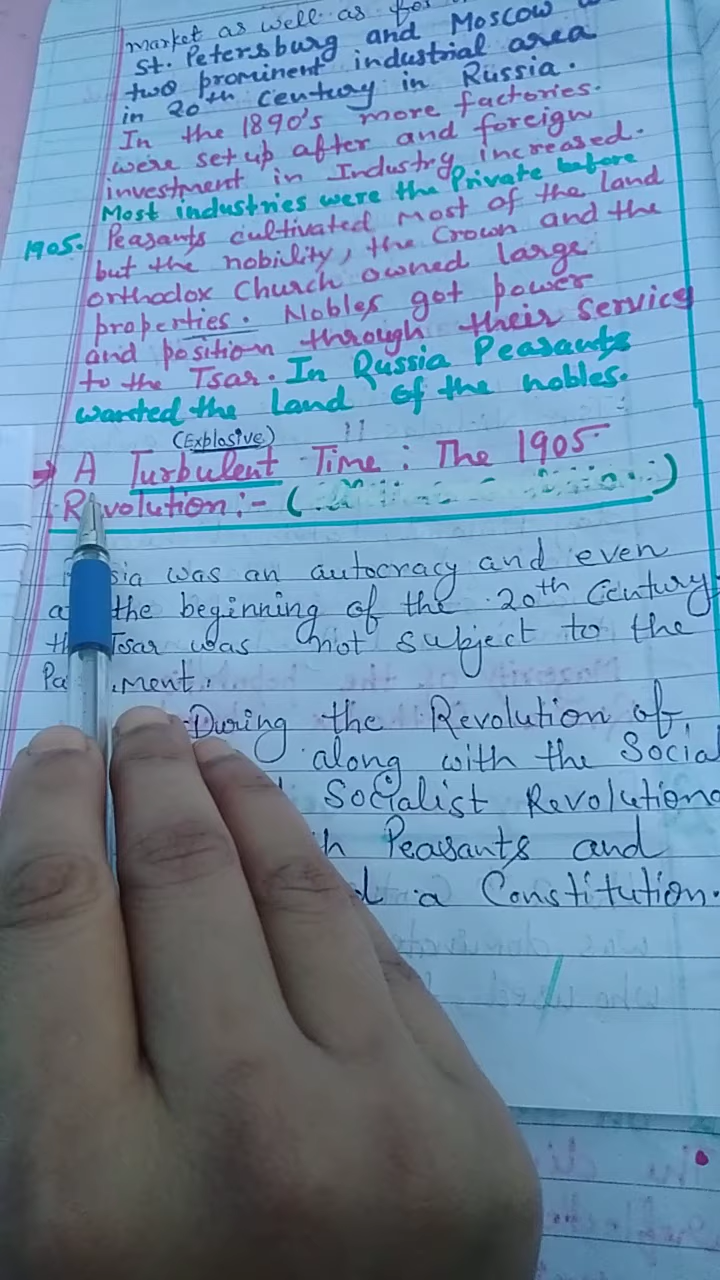 market as well as for
St. Petersburg and Moscow
two prominent industrial area
in 20th Century in Russia.
In the 1890's more factories.
were set up after and foreign
investment in Industry increased.
Most industries were the Private before
1905. Peasants cultivated most of the land
but the nobility, the Crown and the
orthodox Church owned large
properties. Nobles got power
and position through their service
to the Tsar. In Russia Peasants
wanted the land of the nobles.
(Explosive)
→ A Turbulent Time: The 1905
Revolution:- (
was an autocracy and even
the beginning of the 20th Century
Tsar was not subject to the
During the Revolution of
along with the Social
Socialist Revolution
Peasants and
a Constitution.